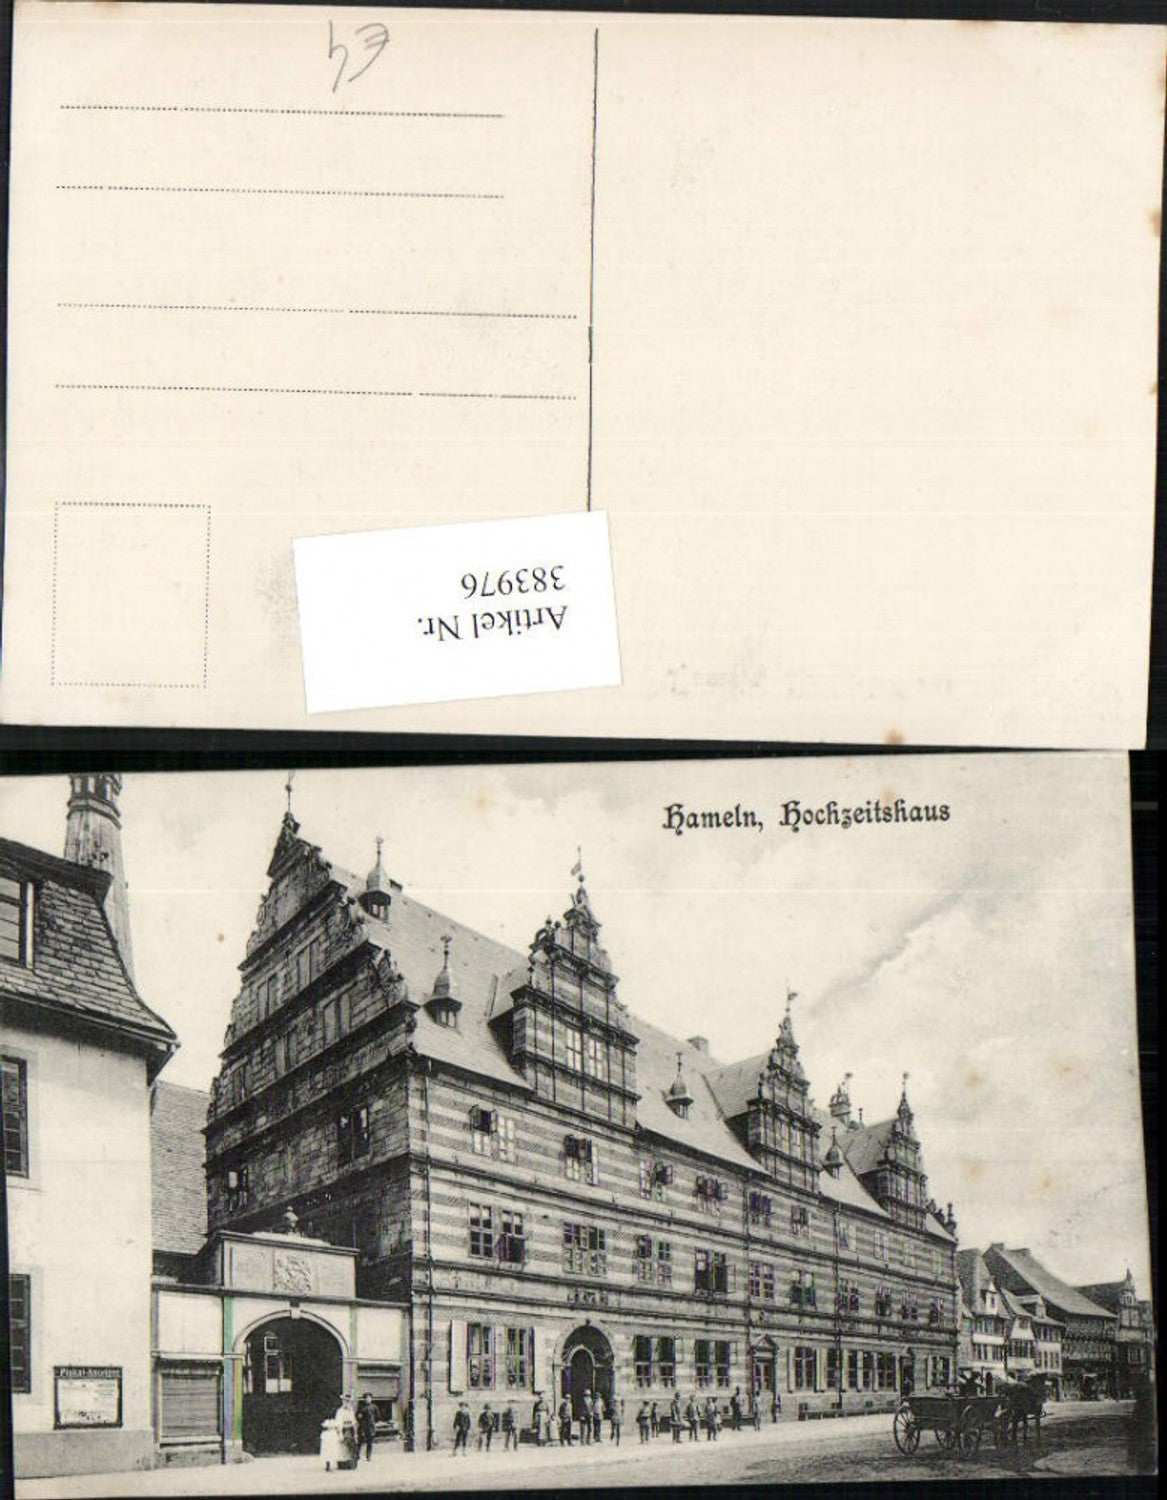 E4
Artikel Nr.
383976
Hameln, Hochzeitshaus